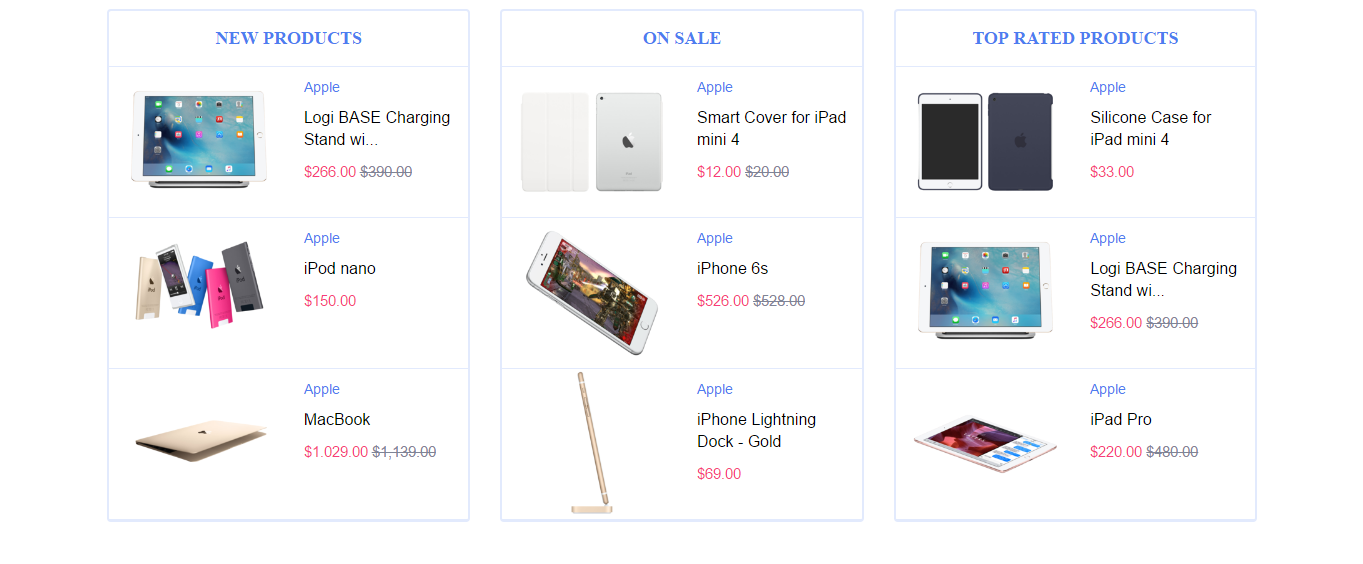 NEW PRODUCTS
Apple
Logi BASE Charging
Stand wi...
$266.00 $390.00
Apple
iPod nano
$150.00
Apple
MacBook
$1.029.00 $1,139.00
ON SALE
Apple
Smart Cover for iPad
mini 4
$12.00 $20.00
Apple
iPhone 6s
$526.00 $528.00
Apple
iPhone Lightning
Dock - Gold
$69.00
TOP RATED PRODUCTS
Apple
Silicone Case for
iPad mini 4
$33.00
Apple
Logi BASE Charging
Stand wi...
$266.00 $390.00
Apple
iPad Pro
$220.00 $480.00